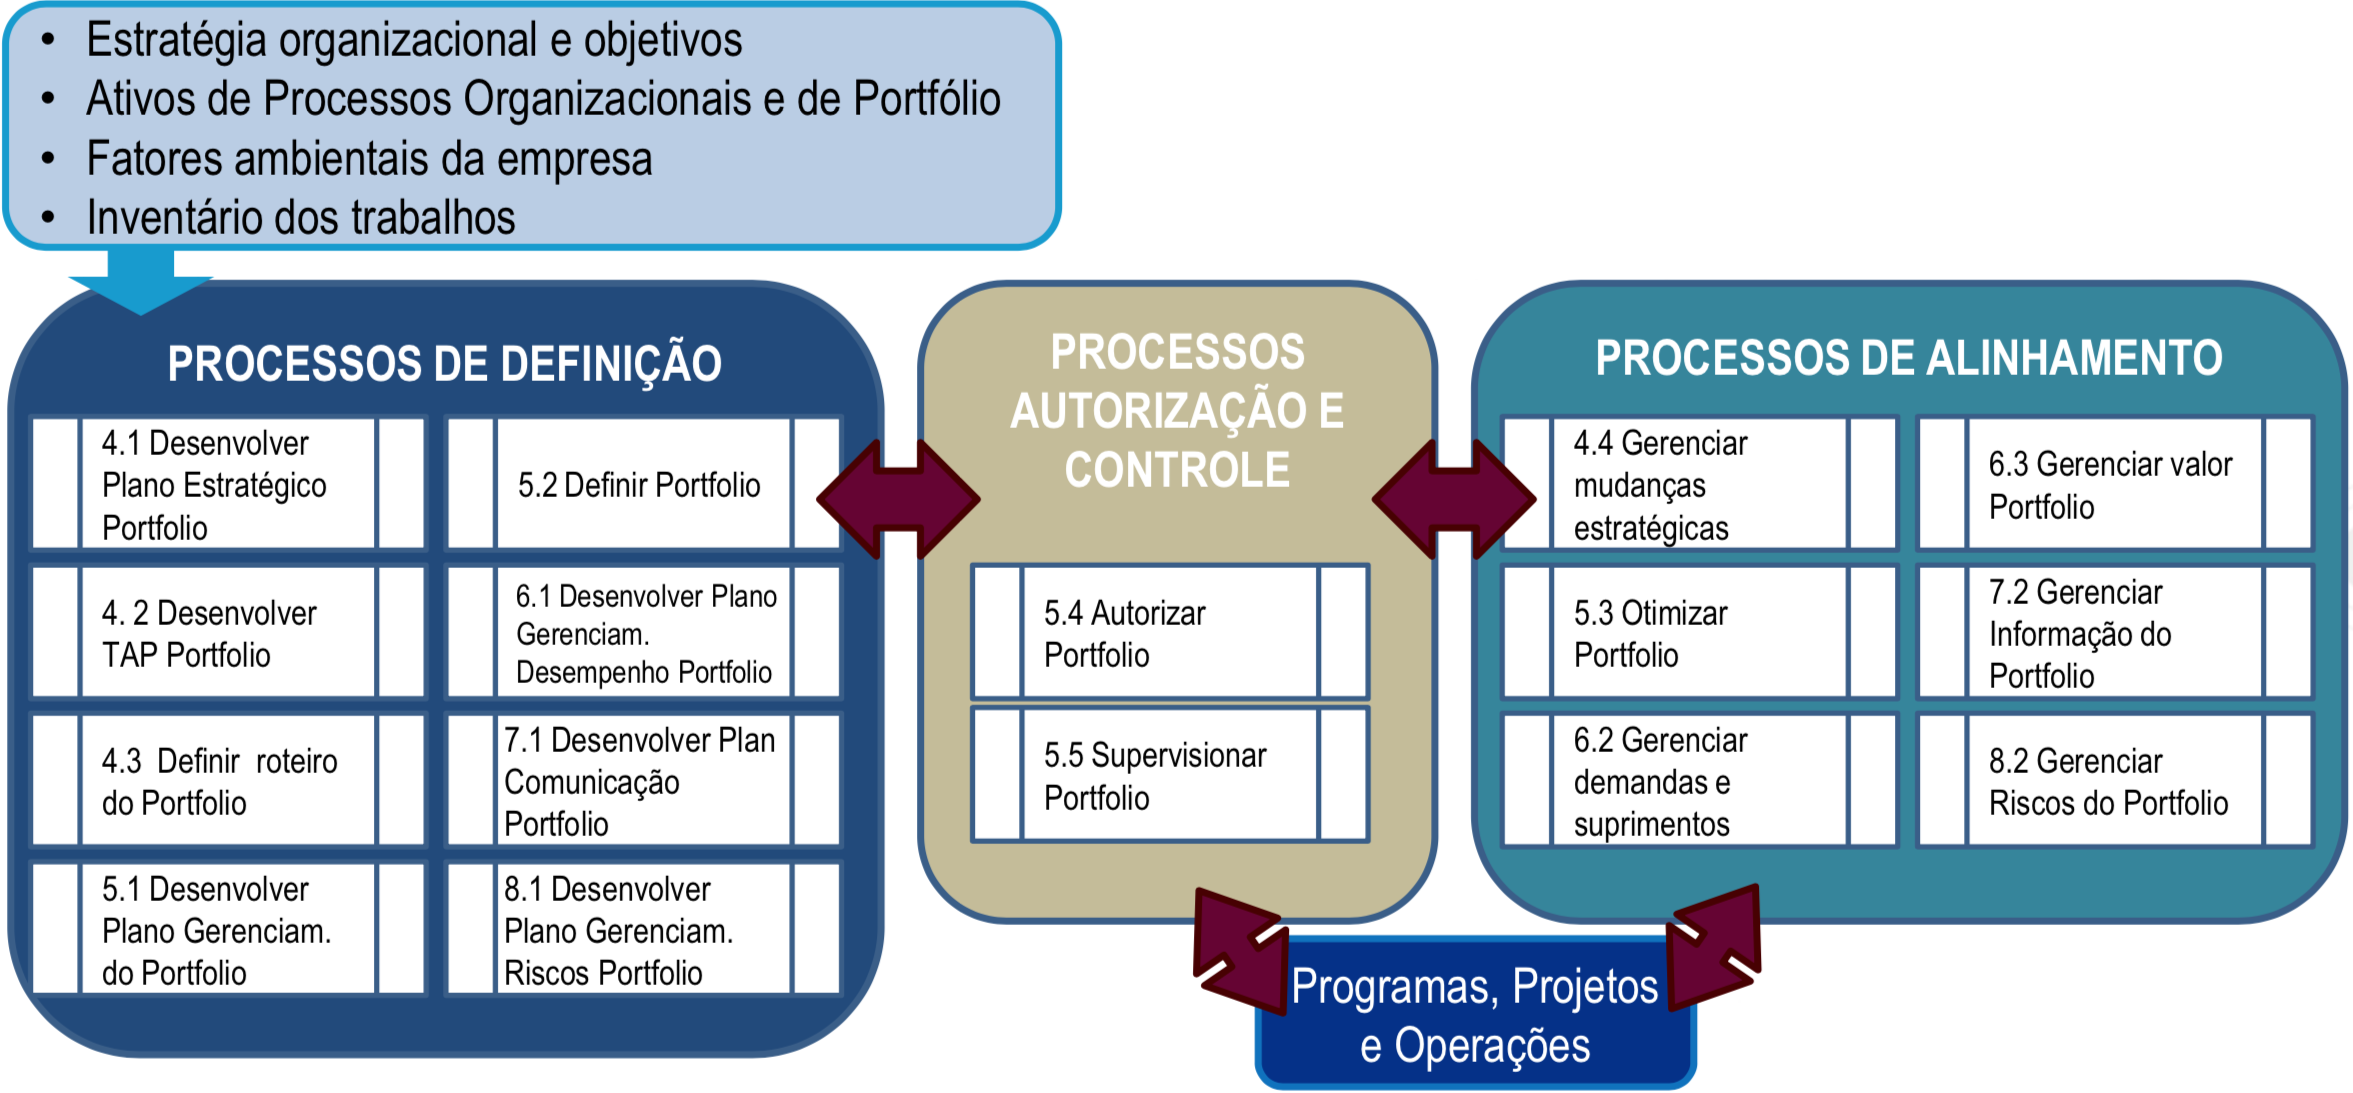 • Estratégia organizacional e objetivos
• Ativos de Processos Organizacionais e de Portfólio
• Fatores ambientais da empresa
• Inventário dos trabalhos
PROCESSOS DE DEFINIÇÃO
4.1 Desenvolver
Plano Estratégico
Portfolio
5.2 Definir Portfolio
4. 2 Desenvolver
TAP Portfolio
6.1 Desenvolver Plano
Gerenciam.
Desempenho Portfolio
4.3 Definir roteiro
do Portfolio
7.1 Desenvolver Plan
Comunicação
Portfolio
5.1 Desenvolver
Plano Gerenciam.
do Portfolio
8.1 Desenvolver
Plano Gerenciam.
Riscos Portfolio
PROCESSOS
AUTORIZAÇÃO E
CONTROLE
5.4 Autorizar
Portfolio
5.5 Supervisionar
Portfolio
PROCESSOS DE ALINHAMENTO
4.4 Gerenciar
mudanças
estratégicas
6.3 Gerenciar valor
Portfolio
5.3 Otimizar
Portfolio
7.2 Gerenciar
Informação do
Portfolio
6.2 Gerenciar
demandas e
suprimentos
8.2 Gerenciar
Riscos do Portfolio
Programas, Projetos
e Operações